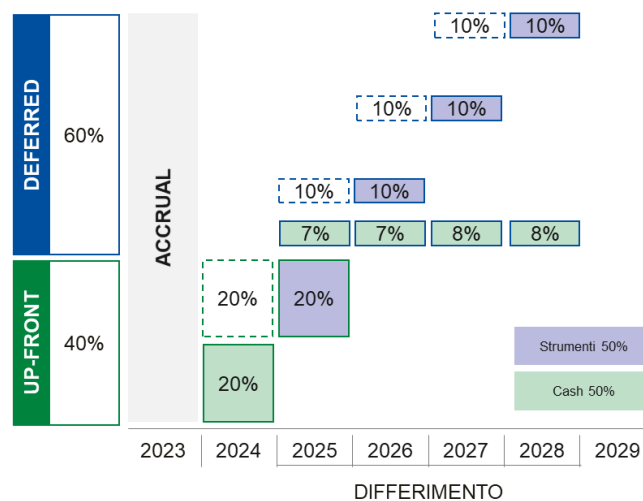 10% 10%
10% 10%
DEFERRED
60%
ACCRUAL
10% 10%
7% 7% 8% 8%
UP-FRONT
40%
20% 20%
20%
Strumenti 50%
Cash 50%
2023 2024 2025 2026 2027 2028 2029
DIFFERIMENTO